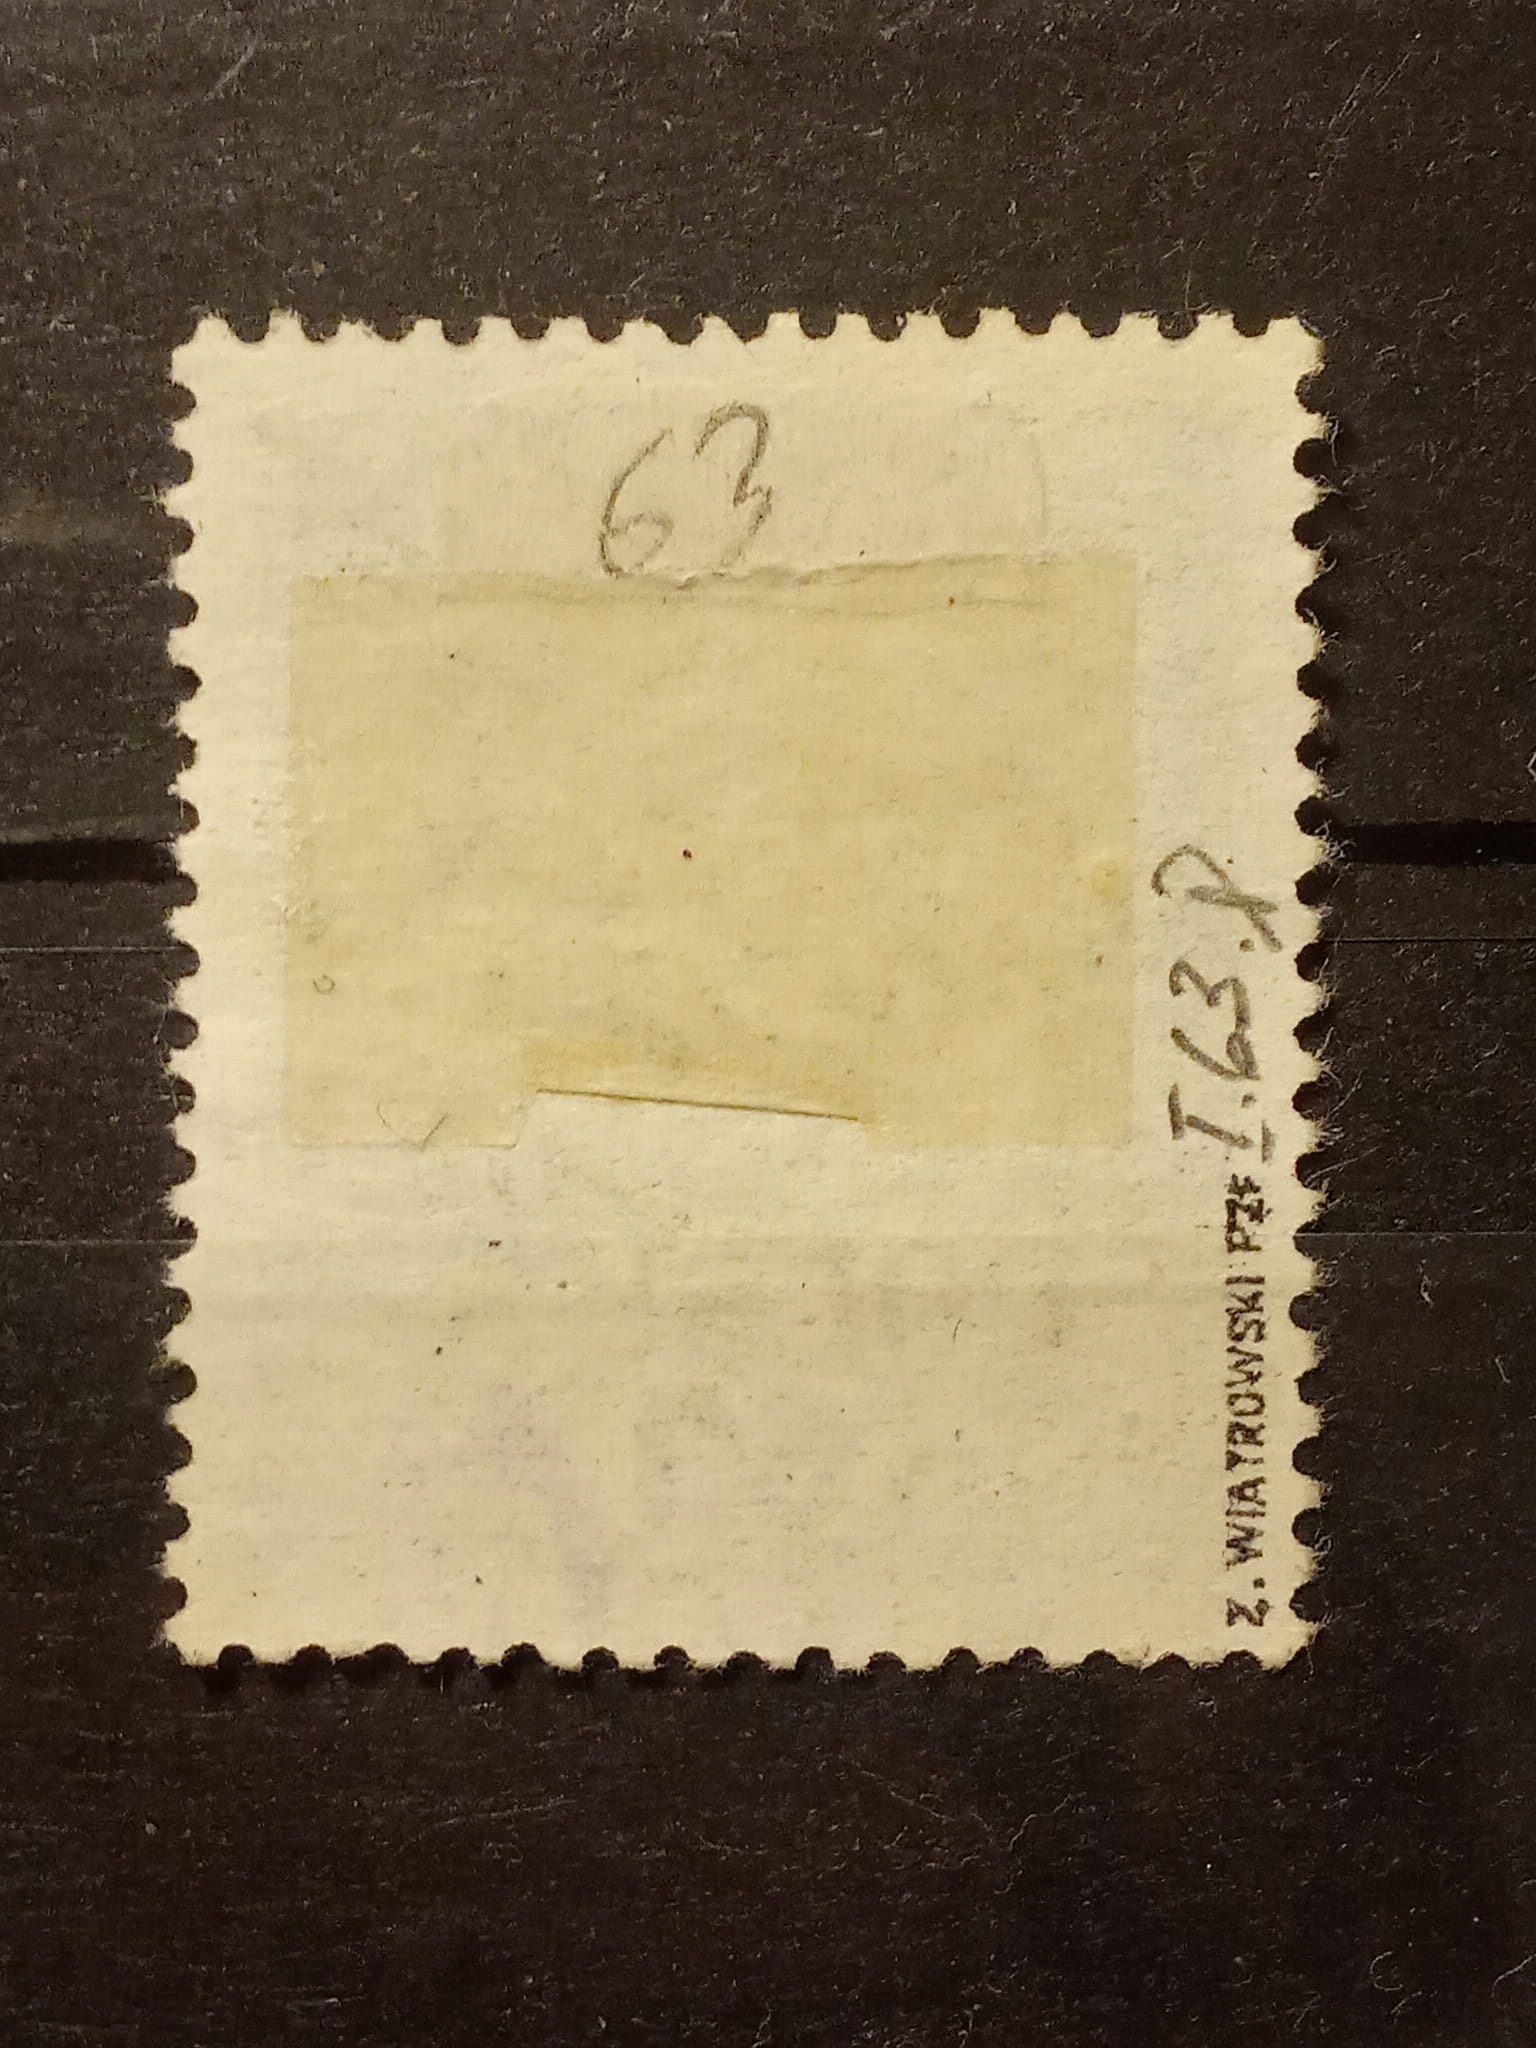 63
Z. WIATROWSKI PZF I.63.P.